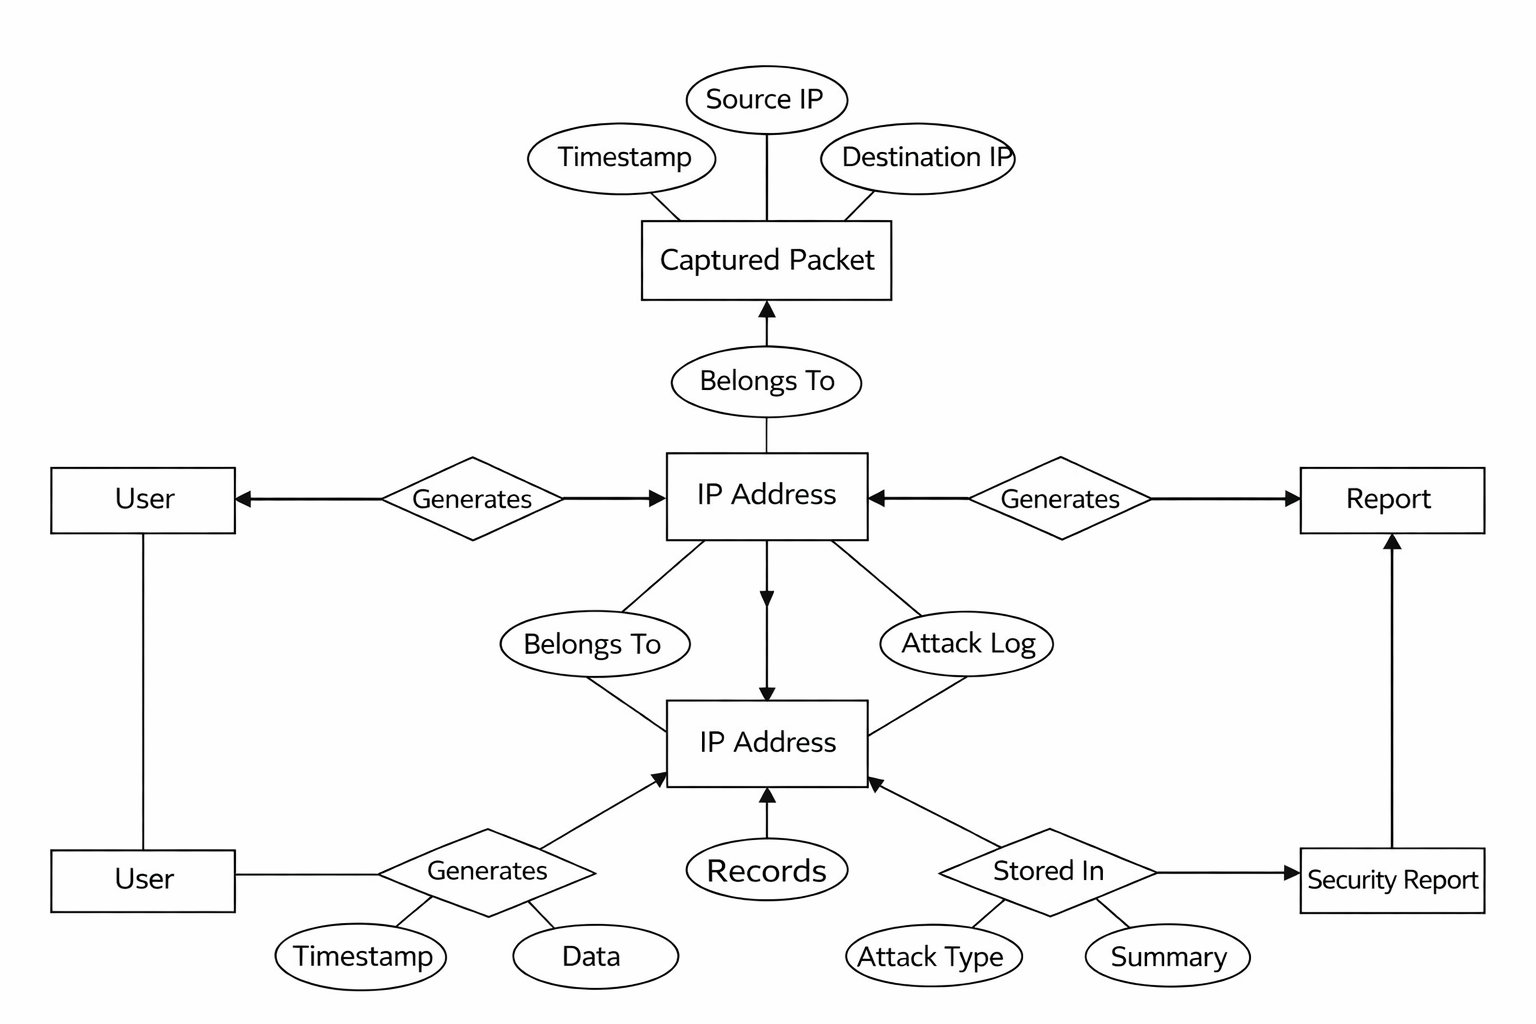 Source IP
Timestamp
Destination IP
Captured Packet
Belongs To
User
Generates
IP Address
Generates
Report
Belongs To
Attack Log
IP Address
User
Generates
Records
Stored In
Security Report
Timestamp
Data
Attack Type
Summary